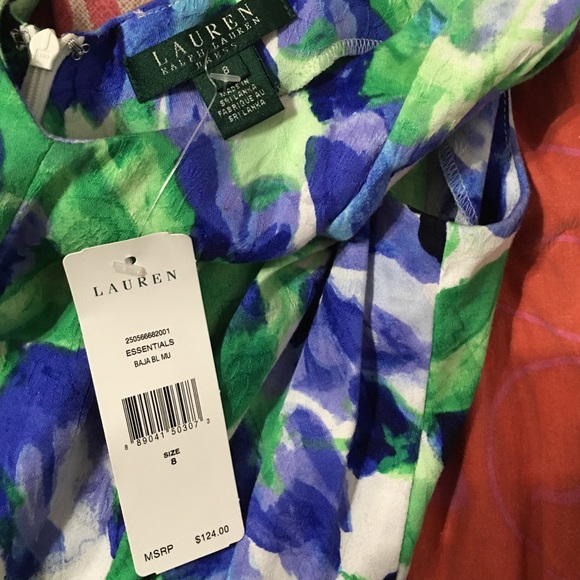 LAUREN
RALPH LAUREN
DRESS
8
MADE IN
SRI LANKA
FABRIQUÉ AU
SRI LANKA
LAUREN
250566682001
ESSENTIALS
BAJA BL MU
8 89041 50307 3
SIZE
8
MSRP $124.00